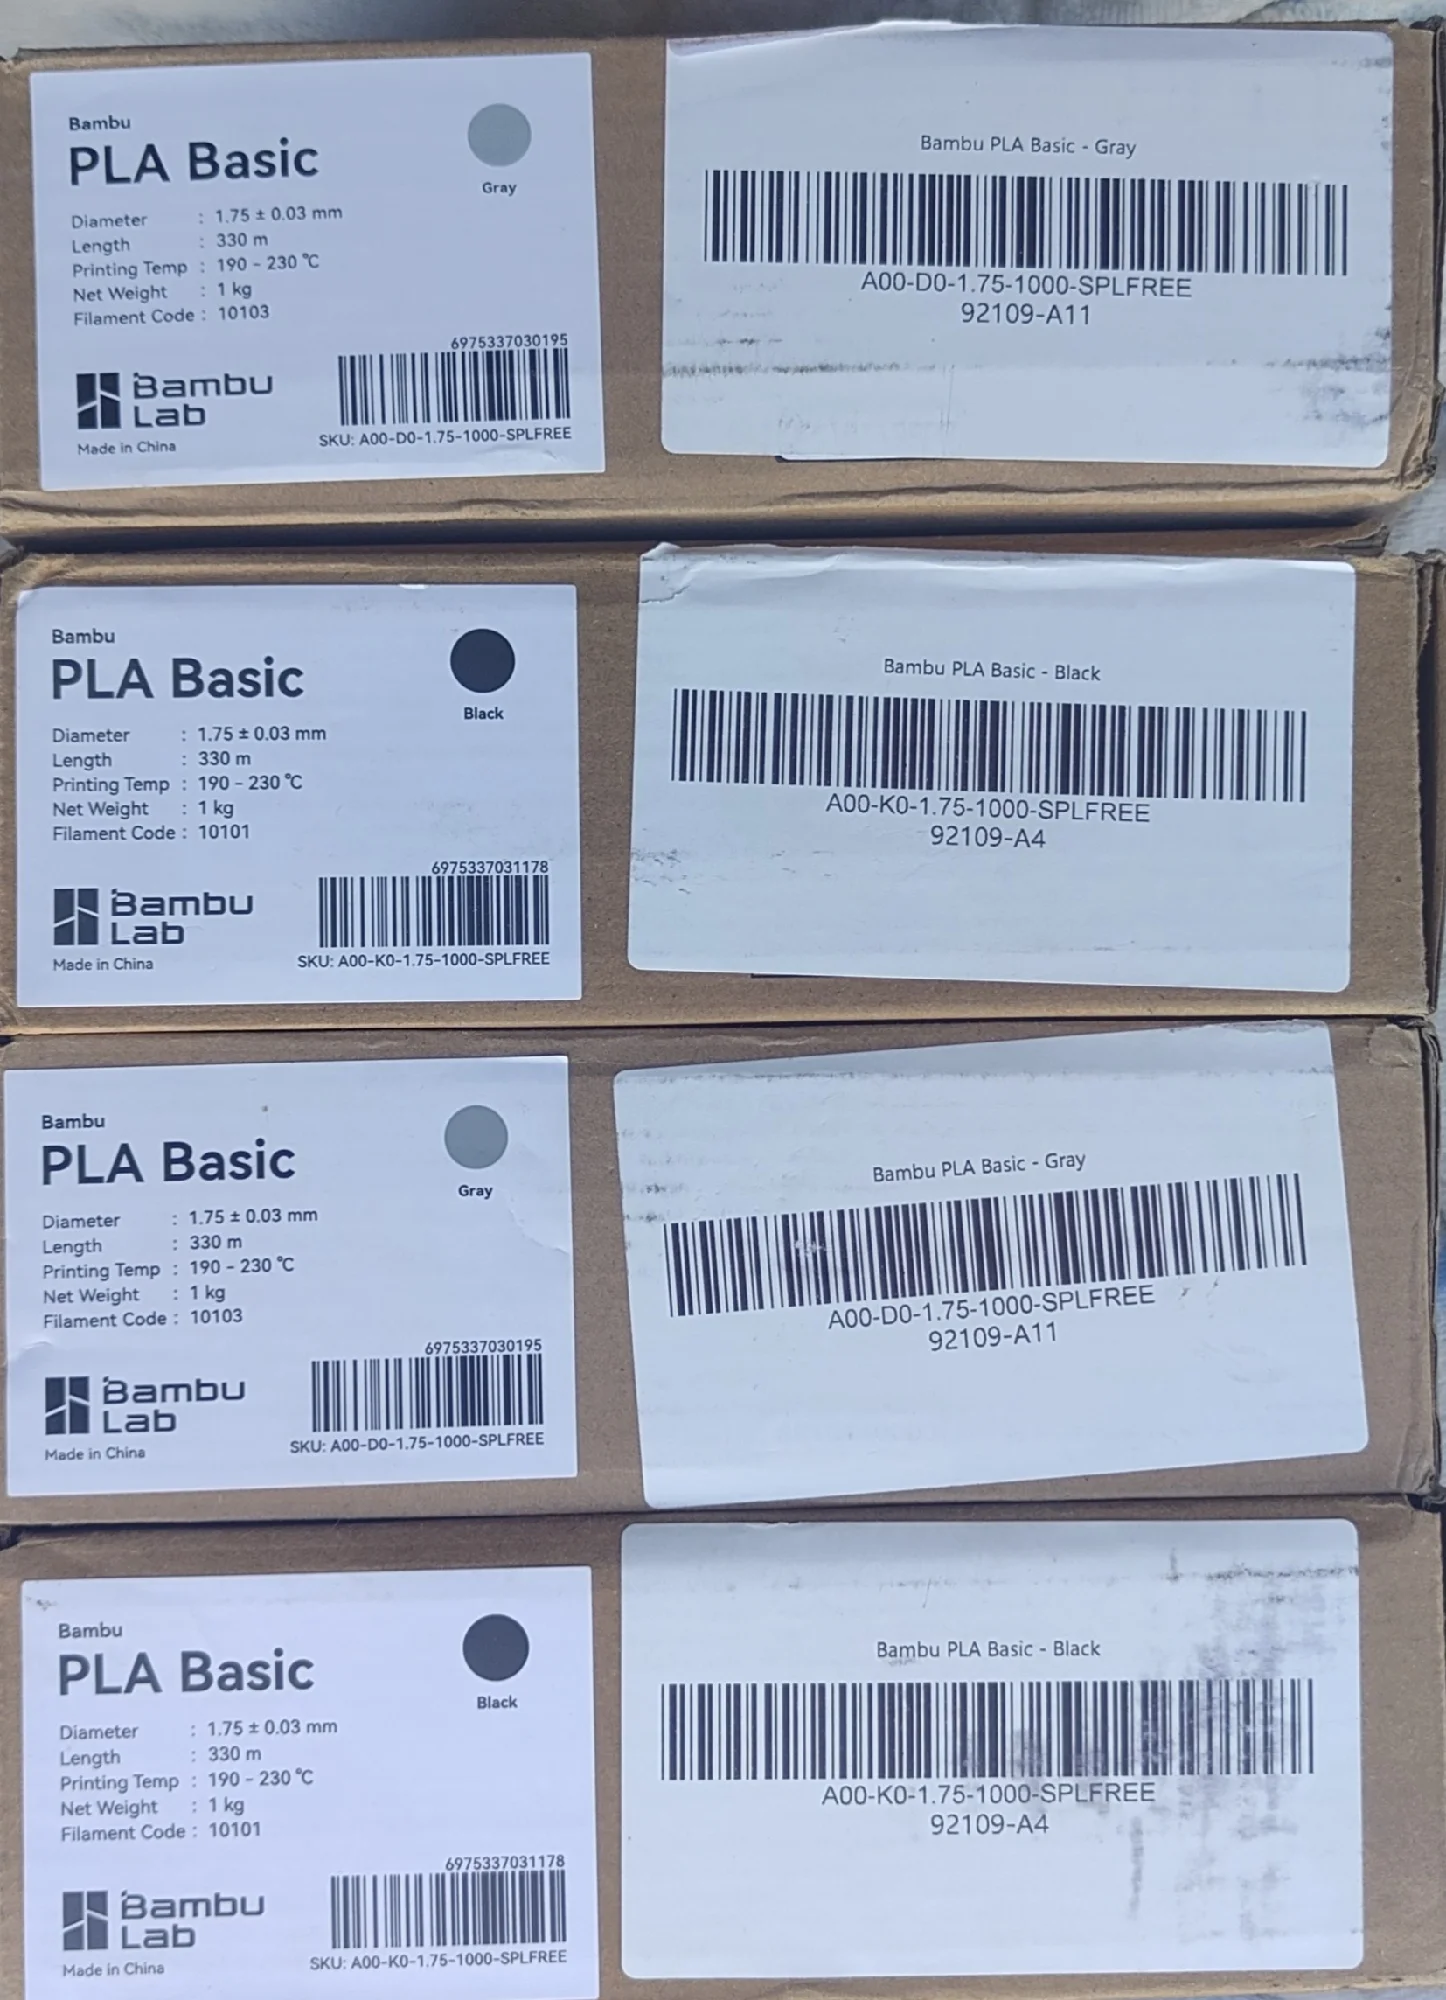 Bambu
PLA Basic
Gray
Diameter : 1.75 ± 0.03 mm
Length : 330 m
Printing Temp : 190 - 230 °C
Net Weight : 1 kg
Filament Code : 10103
6975337030195
Bambu
Lab
SKU: A00-D0-1.75-1000-SPLFREE
Made in China
Bambu PLA Basic - Gray
A00-D0-1.75-1000-SPLFREE
92109-A11
Bambu
PLA Basic
Black
Diameter : 1.75 ± 0.03 mm
Length : 330 m
Printing Temp : 190 - 230 °C
Net Weight : 1 kg
Filament Code : 10101
6975337031178
Bambu
Lab
SKU: A00-K0-1.75-1000-SPLFREE
Made in China
Bambu PLA Basic - Black
A00-K0-1.75-1000-SPLFREE
92109-A4
Bambu
PLA Basic
Gray
Diameter : 1.75 ± 0.03 mm
Length : 330 m
Printing Temp : 190 - 230 °C
Net Weight : 1 kg
Filament Code : 10103
6975337030195
Bambu
Lab
SKU: A00-D0-1.75-1000-SPLFREE
Made in China
Bambu PLA Basic - Gray
A00-D0-1.75-1000-SPLFREE
92109-A11
Bambu
PLA Basic
Black
Diameter : 1.75 ± 0.03 mm
Length : 330 m
Printing Temp : 190 - 230 °C
Net Weight : 1 kg
Filament Code : 10101
6975337031178
Bambu
Lab
SKU: A00-K0-1.75-1000-SPLFREE
Made in China
Bambu PLA Basic - Black
A00-K0-1.75-1000-SPLFREE
92109-A4